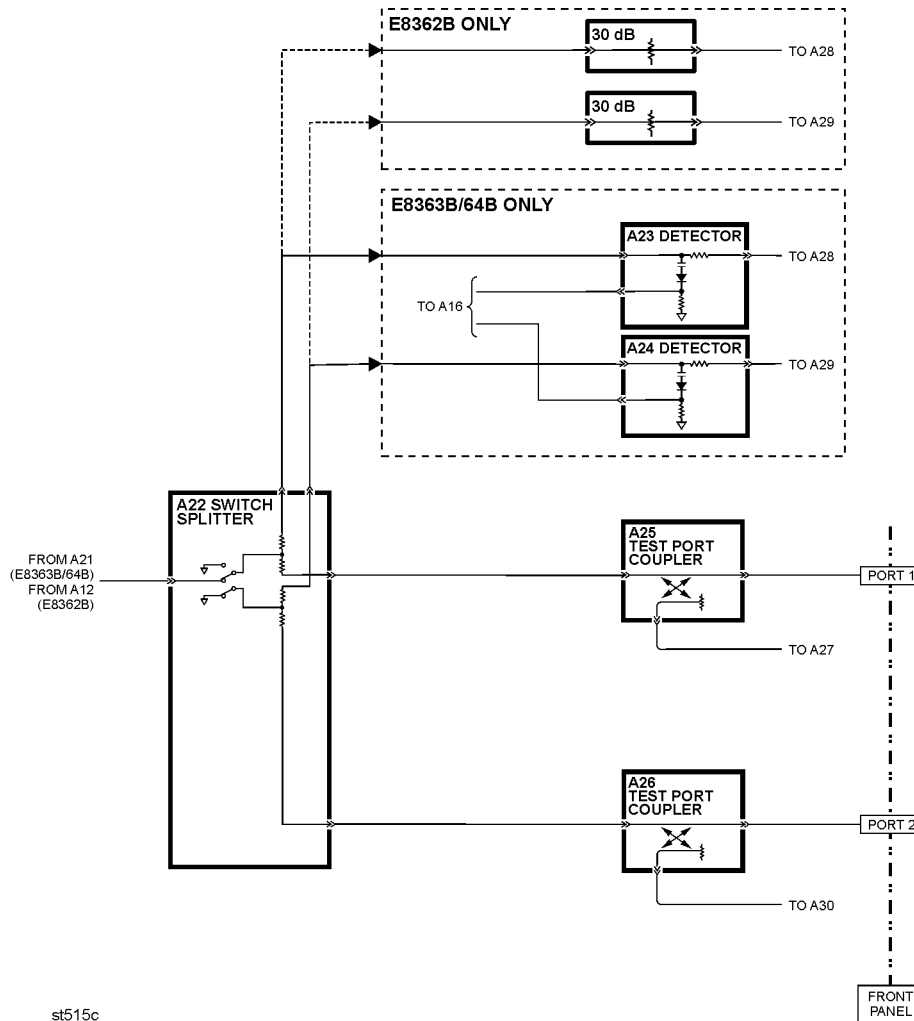 E8362B ONLY
30 dB
TO A28
30 dB
TO A29
E8363B/64B ONLY
A23 DETECTOR
TO A28
TO A16
A24 DETECTOR
TO A29
A22 SWITCH
SPLITTER
FROM A21
(E8363B/64B)
FROM A12
(E8362B)
A25
TEST PORT
COUPLER
PORT 1
TO A27
A26
TEST PORT
COUPLER
PORT 2
TO A30
FRONT
PANEL
st515c